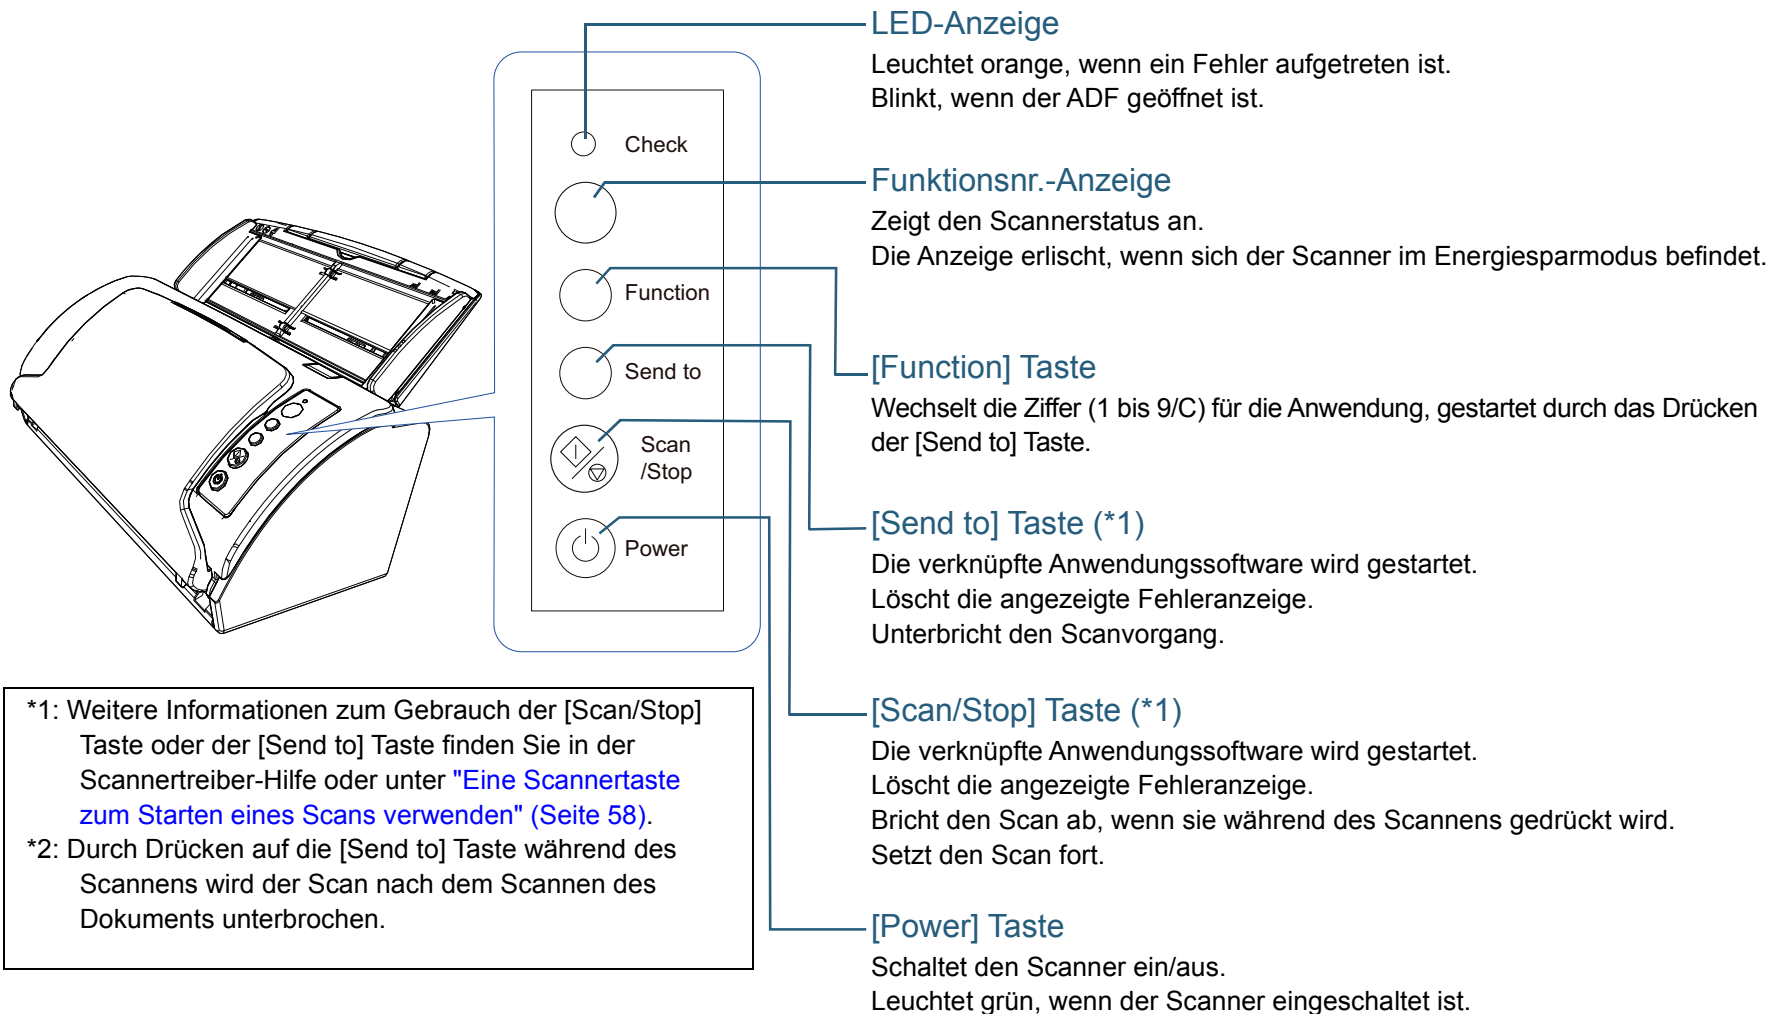 LED-Anzeige
Leuchtet orange, wenn ein Fehler aufgetreten ist.
Blinkt, wenn der ADF geöffnet ist.
Check
Funktionsnr.-Anzeige
Zeigt den Scannerstatus an.
Die Anzeige erlischt, wenn sich der Scanner im Energiesparmodus befindet.
Function
[Function] Taste
Wechselt die Ziffer (1 bis 9/C) für die Anwendung, gestartet durch das Drücken
der [Send to] Taste.
Send to
[Send to] Taste (*1)
Die verknüpfte Anwendungssoftware wird gestartet.
Löscht die angezeigte Fehleranzeige.
Unterbricht den Scanvorgang.
Scan
/Stop
[Scan/Stop] Taste (*1)
Die verknüpfte Anwendungssoftware wird gestartet.
Löscht die angezeigte Fehleranzeige.
Bricht den Scan ab, wenn sie während des Scannens gedrückt wird.
Setzt den Scan fort.
Power
[Power] Taste
Schaltet den Scanner ein/aus.
Leuchtet grün, wenn der Scanner eingeschaltet ist.
*1: Weitere Informationen zum Gebrauch der [Scan/Stop]
Taste oder der [Send to] Taste finden Sie in der
Scannertreiber-Hilfe oder unter "Eine Scannertaste
zum Starten eines Scans verwenden" (Seite 58).
*2: Durch Drücken auf die [Send to] Taste während des
Scannens wird der Scan nach dem Scannen des
Dokuments unterbrochen.